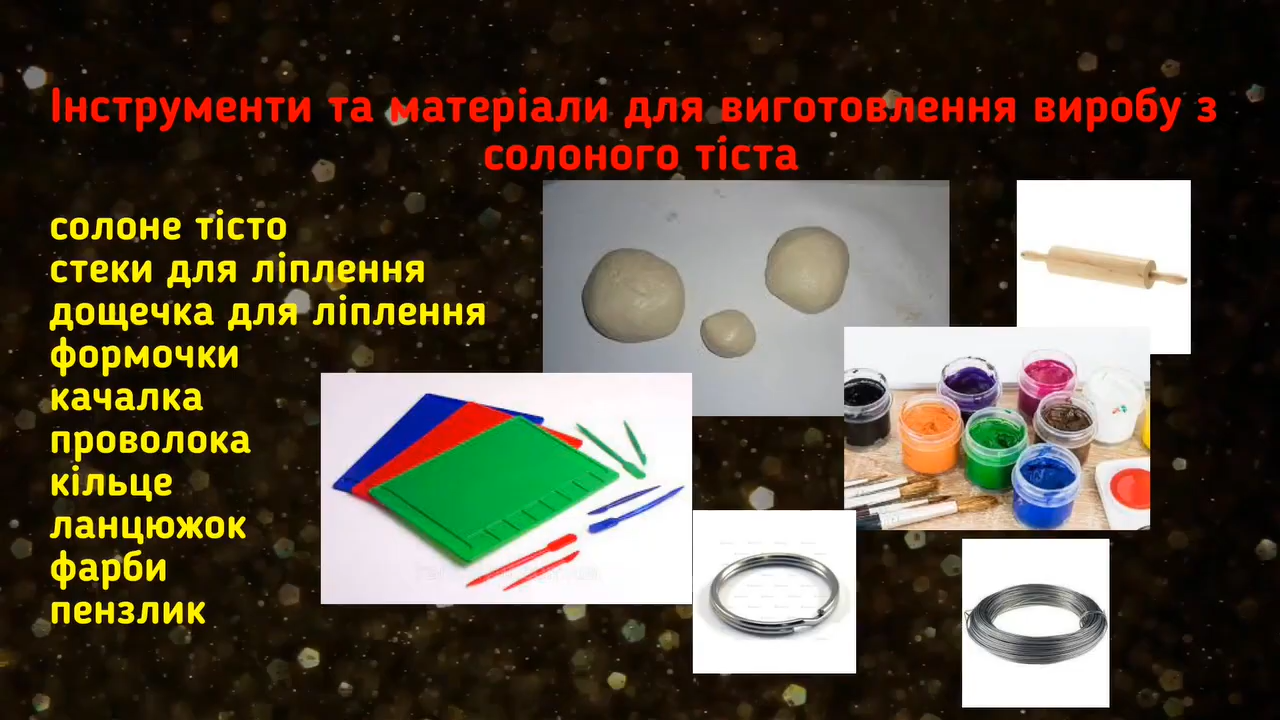 Інструменти та матеріали для виготовлення виробу з
солоного тіста
солоне тісто
стеки для ліплення
дощечка для ліплення
формочки
качалка
проволока
кільце
ланцюжок
фарби
пензлик